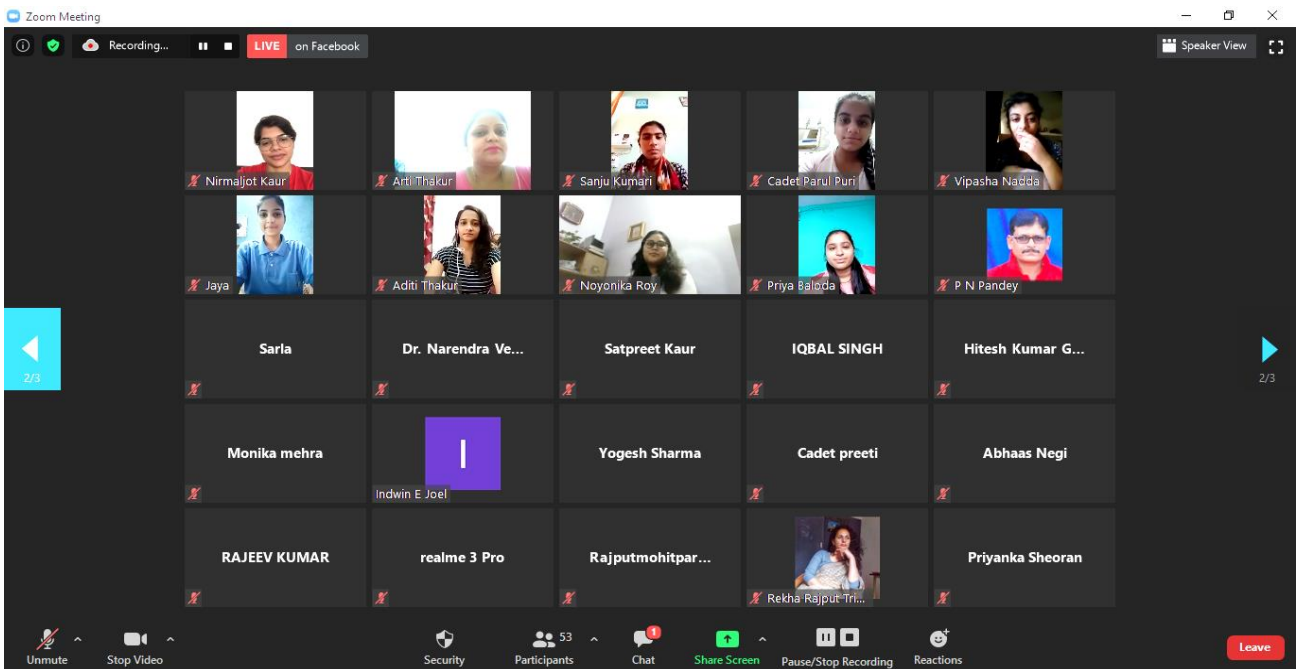 Zoom Meeting
Recording...
LIVE on Facebook
Speaker View
Nirmaljot Kaur
Arti Thakur
Sanju Kumari
Cadet Parul Puri
Vipasha Nadda
Jaya
Aditi Thakur
Noyonika Roy
Priya Baloda
P N Pandey
Sarla
Dr. Narendra Ve...
Satpreet Kaur
IQBAL SINGH
Hitesh Kumar G...
2/3
2/3
Monika mehra
I
Indwin E Joel
Yogesh Sharma
Cadet preeti
Abhaas Negi
RAJEEV KUMAR
realme 3 Pro
Rajputmohitpar...
Rekha Rajput Tri...
Priyanka Sheoran
Unmute
Stop Video
Security
53
Participants
1
Chat
Share Screen
Pause/Stop Recording
Reactions
Leave